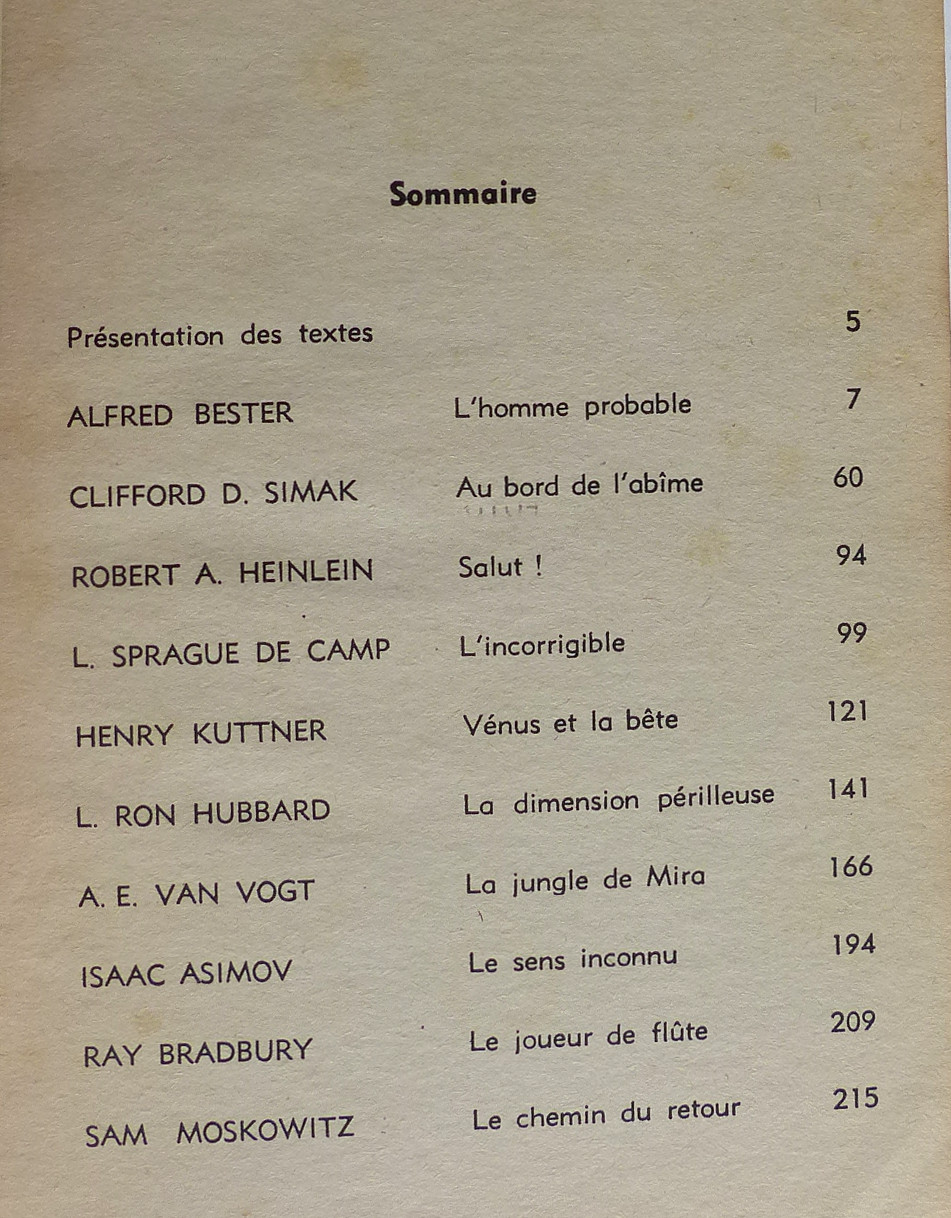 Sommaire
Présentation des textes 5
ALFRED BESTER L'homme probable 7
CLIFFORD D. SIMAK Au bord de l'abîme 60
ROBERT A. HEINLEIN Salut ! 94
L. SPRAGUE DE CAMP L'incorrigible 99
HENRY KUTTNER Vénus et la bête 121
L. RON HUBBARD La dimension périlleuse 141
A. E. VAN VOGT La jungle de Mira 166
ISAAC ASIMOV Le sens inconnu 194
RAY BRADBURY Le joueur de flûte 209
SAM MOSKOWITZ Le chemin du retour 215